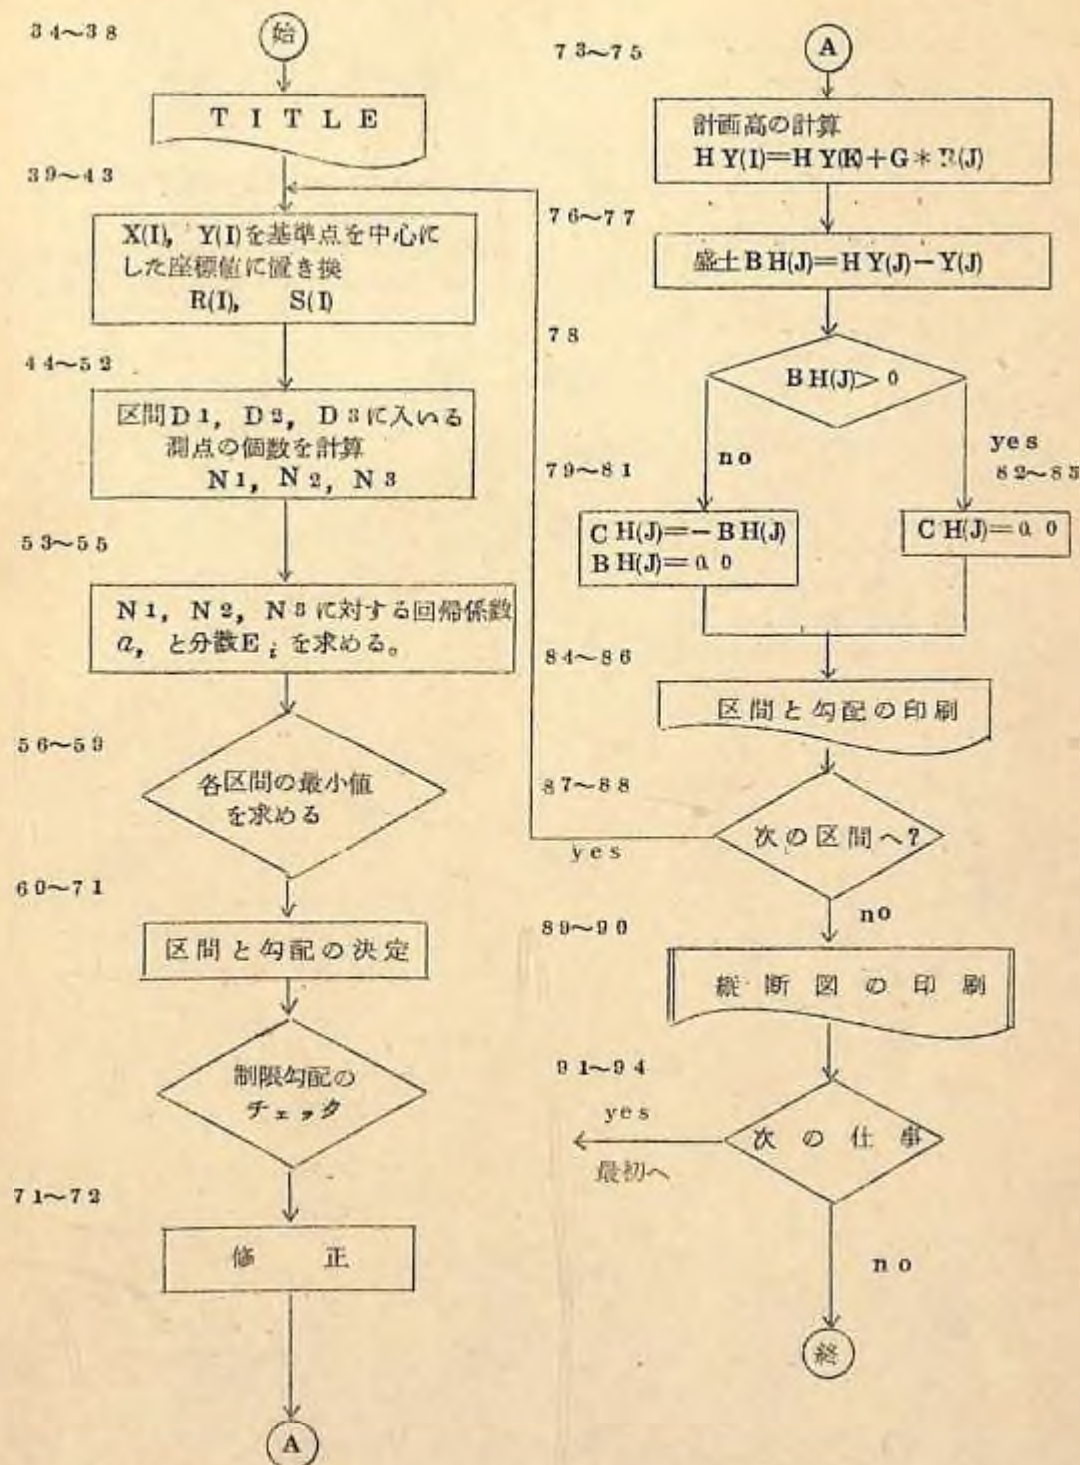 34～38
始
TITLE
39～43
X(I), Y(I)を基準点を中心に
した座標値に置き換
R(I), S(I)
44～52
区間D1, D2, D3に入いる
測点の個数を計算
N1, N2, N3
53～55
N1, N2, N3に対する回帰係数
a, と分散E i を求める。
56～59
各区間の最小値
を求める
60～71
区間と勾配の決定
制限勾配の
チェック
71～72
修正
A
73～75
A
計画高の計算
HY(I)=HY(K)+G*R(J)
76～77
盛土BH(J)=HY(J)-Y(J)
78
BH(J)>0
no
yes
79～81
82～83
CH(J)=-BH(J)
BH(J)=0.0
CH(J)=0.0
84～86
区間と勾配の印刷
87～88
次の区間へ?
yes
no
89～90
縦断図の印刷
91～94
yes
次の仕事
最初へ
no
終